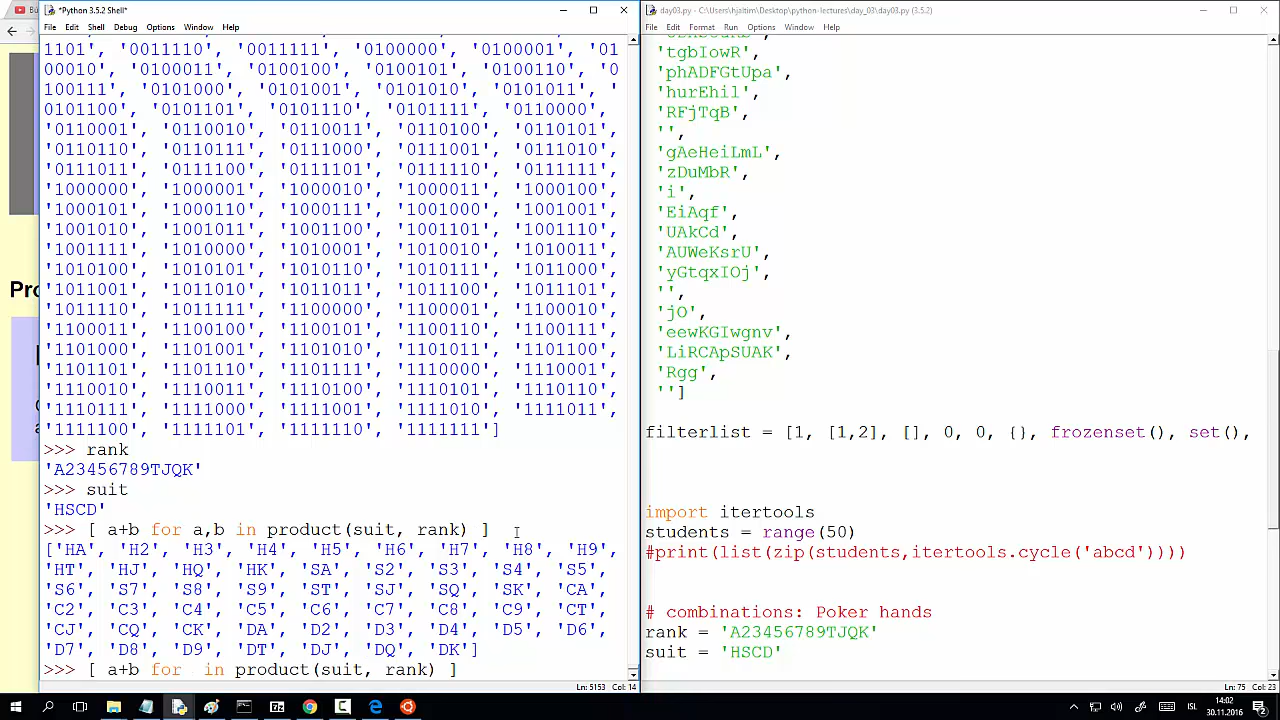 *Python 3.5.2 Shell*
File Edit Shell Debug Options Window Help
1101', '0011110', '0011111', '0100000', '0100001', '01
00010', '0100011', '0100100', '0100101', '0100110', '0
100111', '0101000', '0101001', '0101010', '0101011', '
0101100', '0101101', '0101110', '0101111', '0110000',
'0110001', '0110010', '0110011', '0110100', '0110101',
'0110110', '0110111', '0111000', '0111001', '0111010',
'0111011', '0111100', '0111101', '0111110', '0111111',
'1000000', '1000001', '1000010', '1000011', '1000100',
'1000101', '1000110', '1000111', '1001000', '1001001',
'1001010', '1001011', '1001100', '1001101', '1001110',
'1001111', '1010000', '1010001', '1010010', '1010011',
'1010100', '1010101', '1010110', '1010111', '1011000',
'1011001', '1011010', '1011011', '1011100', '1011101',
'1011110', '1011111', '1100000', '1100001', '1100010',
'1100011', '1100100', '1100101', '1100110', '1100111',
'1101000', '1101001', '1101010', '1101011', '1101100',
'1101101', '1101110', '1101111', '1110000', '1110001',
'1110010', '1110011', '1110100', '1110101', '1110110',
'1110111', '1111000', '1111001', '1111010', '1111011',
'1111100', '1111101', '1111110', '1111111']
>>> rank
'A23456789TJQK'
>>> suit
'HSCD'
>>> [ a+b for a,b in product(suit, rank) ]
['HA', 'H2', 'H3', 'H4', 'H5', 'H6', 'H7', 'H8', 'H9',
'HT', 'HJ', 'HQ', 'HK', 'SA', 'S2', 'S3', 'S4', 'S5',
'S6', 'S7', 'S8', 'S9', 'ST', 'SJ', 'SQ', 'SK', 'CA',
'C2', 'C3', 'C4', 'C5', 'C6', 'C7', 'C8', 'C9', 'CT',
'CJ', 'CQ', 'CK', 'DA', 'D2', 'D3', 'D4', 'D5', 'D6',
'D7', 'D8', 'D9', 'DT', 'DJ', 'DQ', 'DK']
>>> [ a+b for  in product(suit, rank) ]
Ln: 5153 Col: 14
day03.py - C:\Users\hjaltim\Desktop\python-lectures\day_03\day03.py (3.5.2)
File Edit Format Run Options Window Help
'tgbIowR',
'phADFGtUpa',
'hurEhil',
'RFjTqB',
'',
'gAeHeiLmL',
'zDuMbR',
'i',
'EiAqf',
'UAkCd',
'AUWeKsrU',
'yGtqxIOj',
'',
'jO',
'eewKGIwgnv',
'LiRCApSUAK',
'Rgg',
'']
filterlist = [1, [1,2], [], 0, 0, {}, frozenset(), set(),
import itertools
students = range(50)
#print(list(zip(students,itertools.cycle('abcd'))))
# combinations: Poker hands
rank = 'A23456789TJQK'
suit = 'HSCD'
Ln: 75 Col: 23
ISL
14:02
30.11.2016